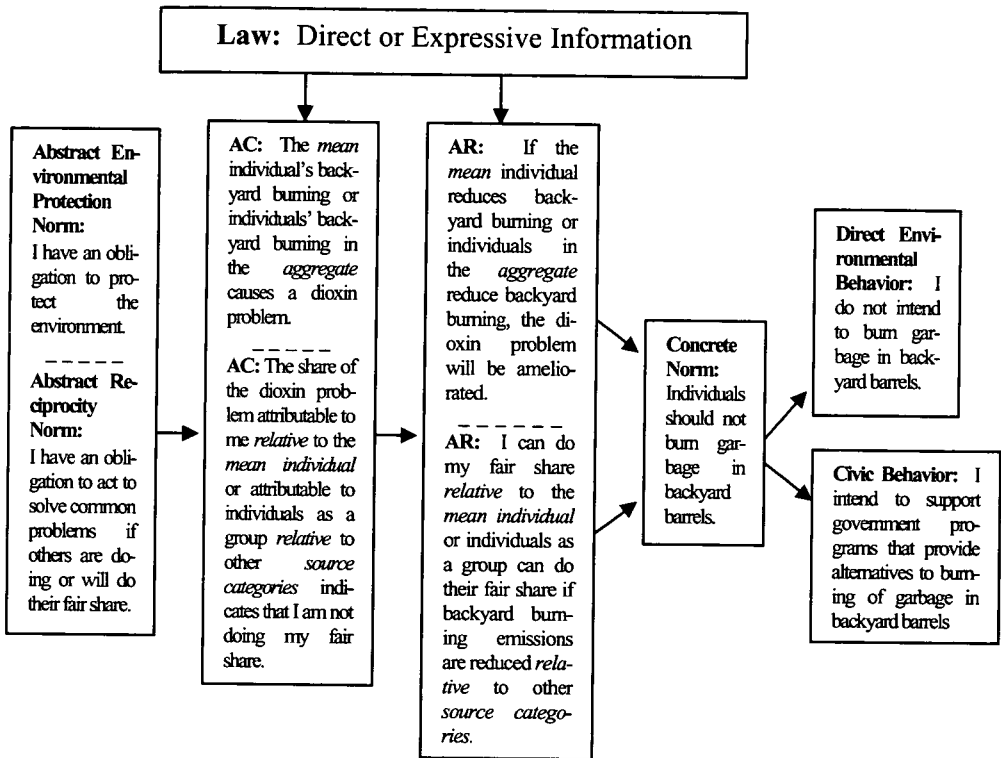 Law: Direct or Expressive Information
Abstract En-
vironmental
Protection
Norm:
I have an obli-
gation to pro-
tect the
environment.
Abstract Re-
ciprocity
Norm:
I have an obli-
gation to act to
solve common
problems if
others are do-
ing or will do
their fair share.
AC: The mean
individual's back-
yard burning or
individuals' back-
yard burning in
the aggregate
causes a dioxin
problem.
AC: The share of
the dioxin prob-
lem attributable to
me relative to the
mean individual
or attributable to
individuals as a
group relative to
other source
categories indi-
cates that I am not
doing my fair
share.
AR: If the
mean individual
reduces back-
yard burning or
individuals in
the aggregate
reduce backyard
burning, the di-
oxin problem
will be amelio-
rated.
AR: I can do
my fair share
relative to the
mean individual
or individuals as
a group can do
their fair share if
backyard burn-
ing emissions
are reduced rela-
tive to other
source catego-
ries.
Concrete
Norm:
Individuals
should not
burn gar-
bage in
backyard
barrels.
Direct Envi-
ronmental
Behavior: I
do not intend
to burn gar-
bage in back-
yard barrels.
Civic Behavior: I
intend to support
government pro-
grams that provide
alternatives to burn-
ing of garbage in
backyard barrels